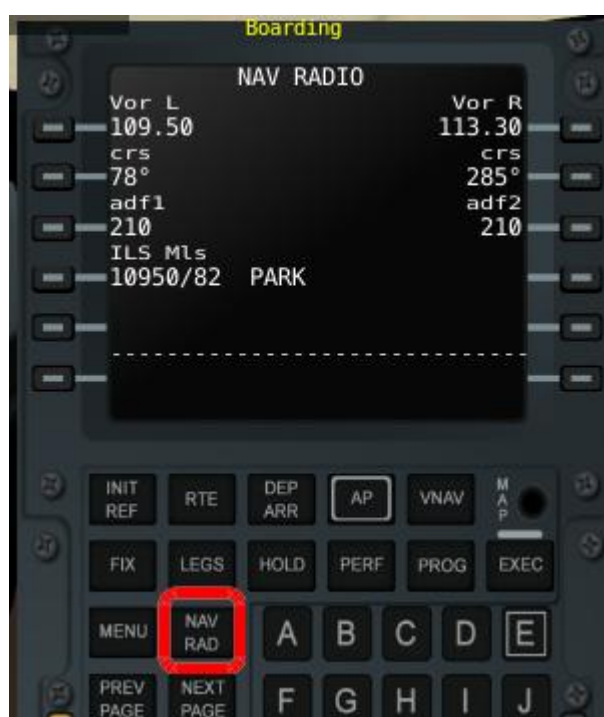 Boarding
NAV RADIO
Vor L Vor R
109.50 113.30
crs crs
78° 285°
adf1 adf2
210 210
ILS Mls
10950/82 PARK
INIT REF RTE DEP ARR AP VNAV MAP
FIX LEGS HOLD PERF PROG EXEC
MENU NAV RAD A B C D E
PREV PAGE NEXT PAGE F G H I J